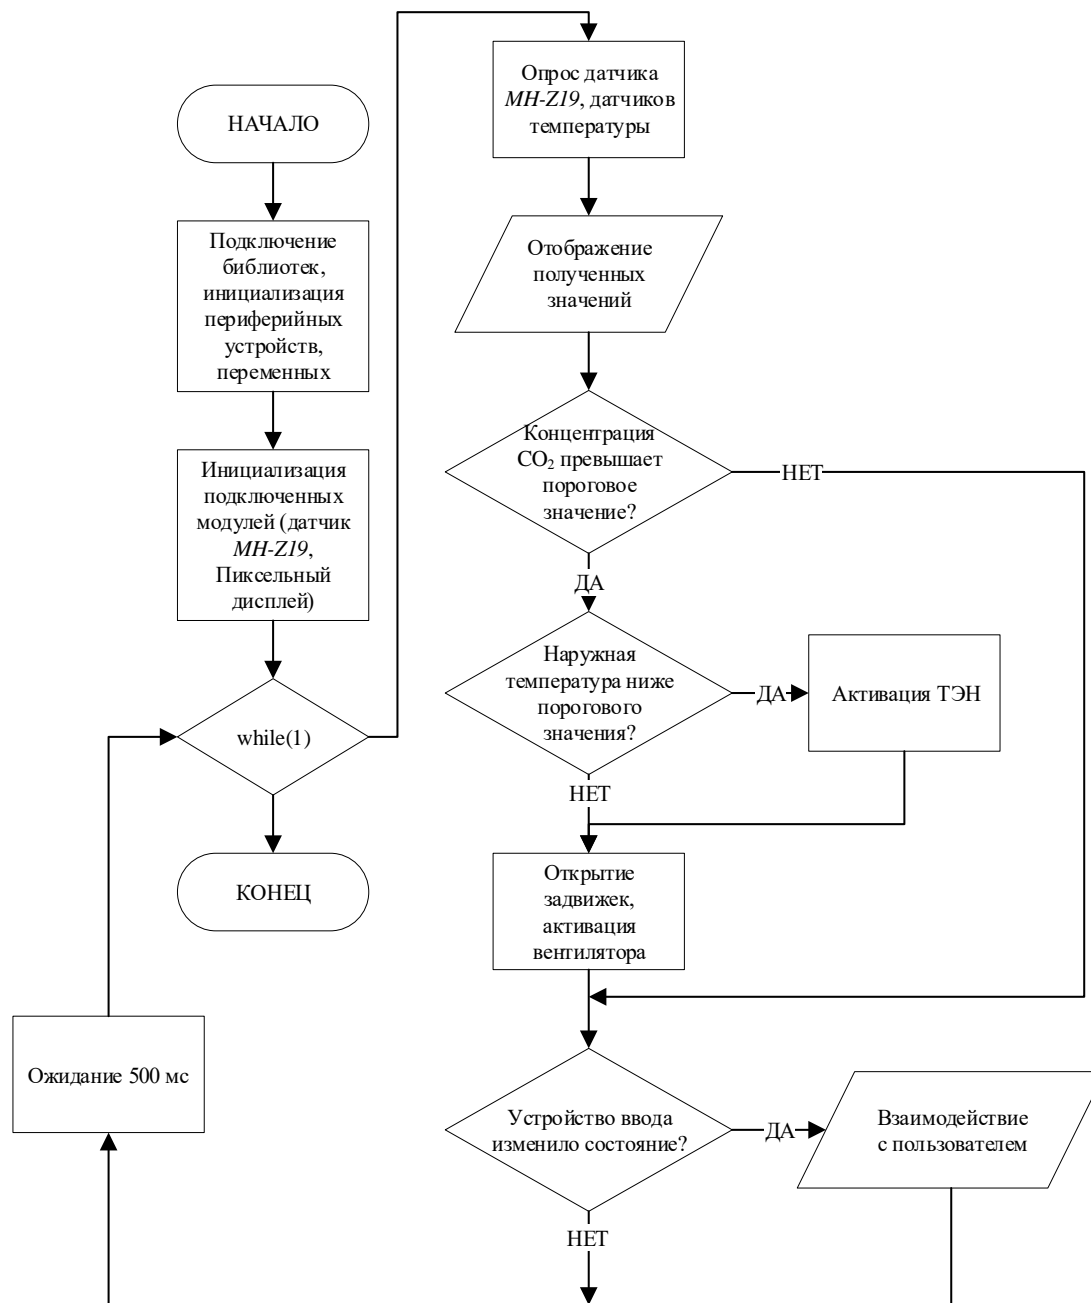 НАЧАЛО
Подключение
библиотек,
инициализация
периферийных
устройств,
переменных
Инициализация
подключенных
модулей (датчик
MH-Z19,
Пиксельный
дисплей)
while(1)
КОНЕЦ
Ожидание 500 мс
Опрос датчика
MH-Z19, датчиков
температуры
Отображение
полученных
значений
Концентрация
CO₂ превышает
пороговое
значение?
НЕТ
ДА
Наружная
температура ниже
порогового
значения?
ДА
Активация ТЭН
НЕТ
Открытие
задвижек,
активация
вентилятора
Устройство ввода
изменило состояние?
ДА
Взаимодействие
с пользователем
НЕТ